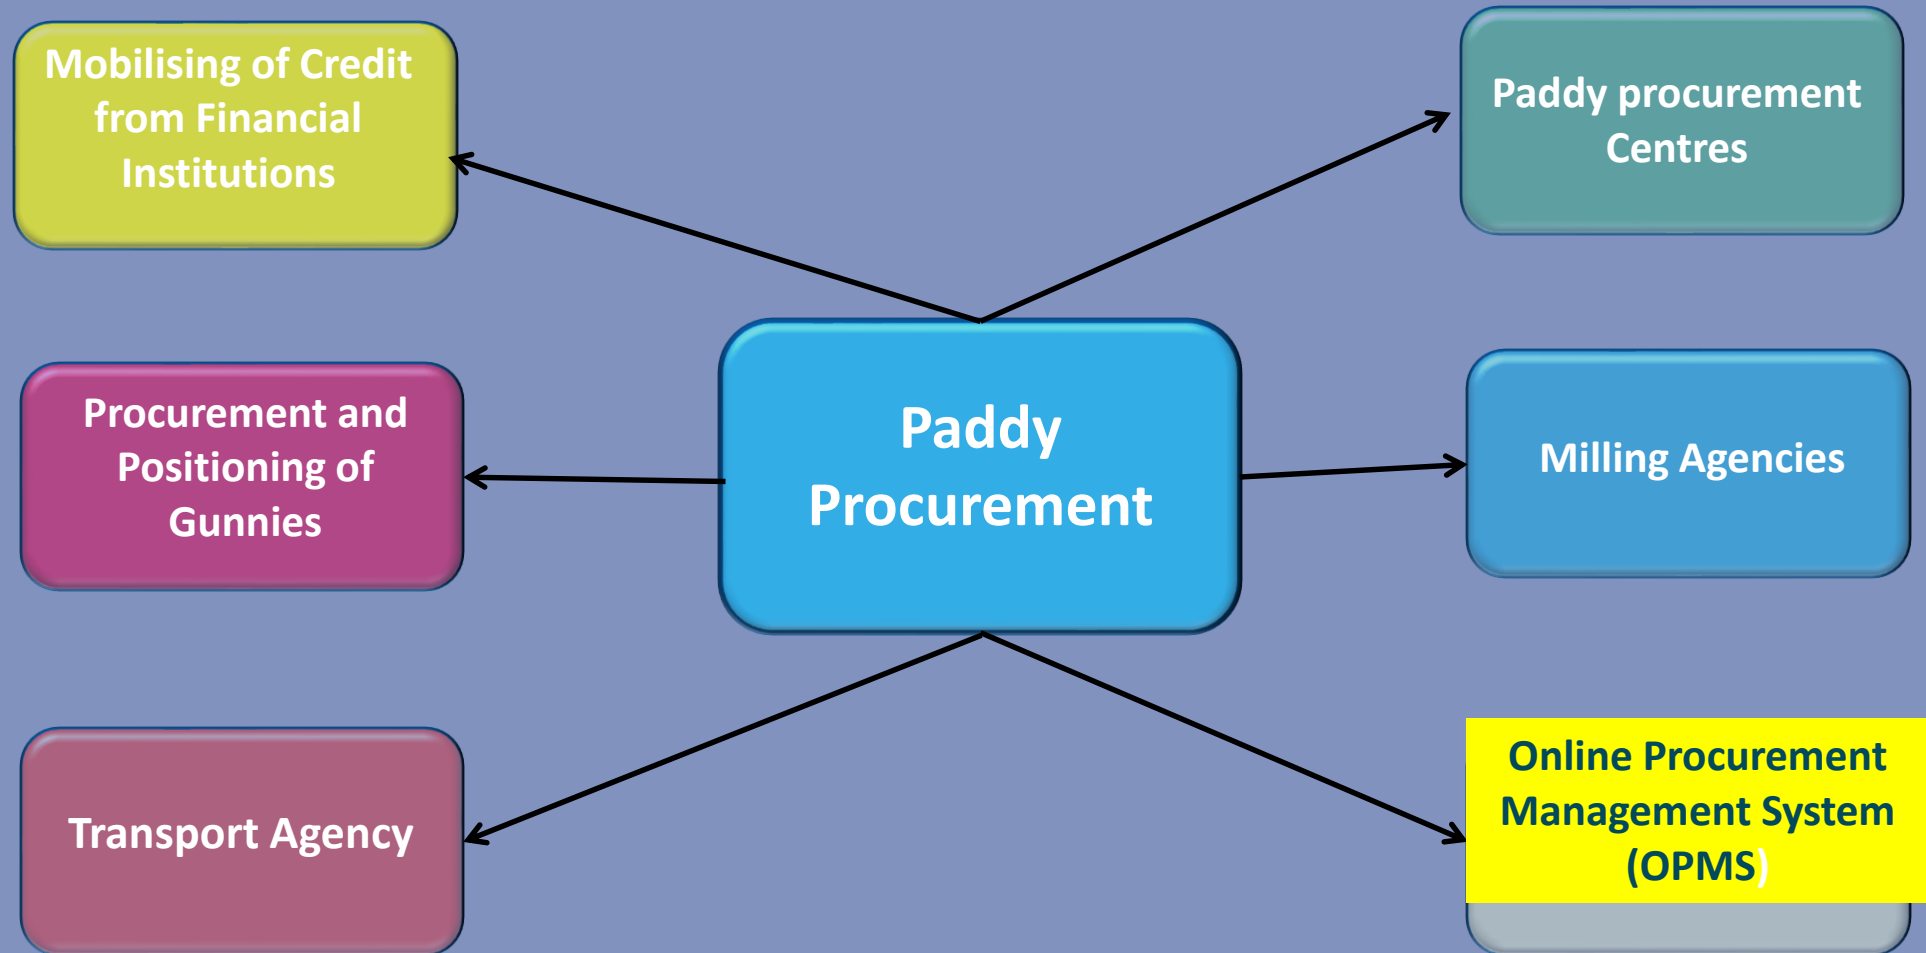 Mobilising of Credit
from Financial
Institutions
Paddy procurement
Centres
Procurement and
Positioning of
Gunnies
Paddy
Procurement
Milling Agencies
Transport Agency
Online Procurement
Management System
(OPMS)